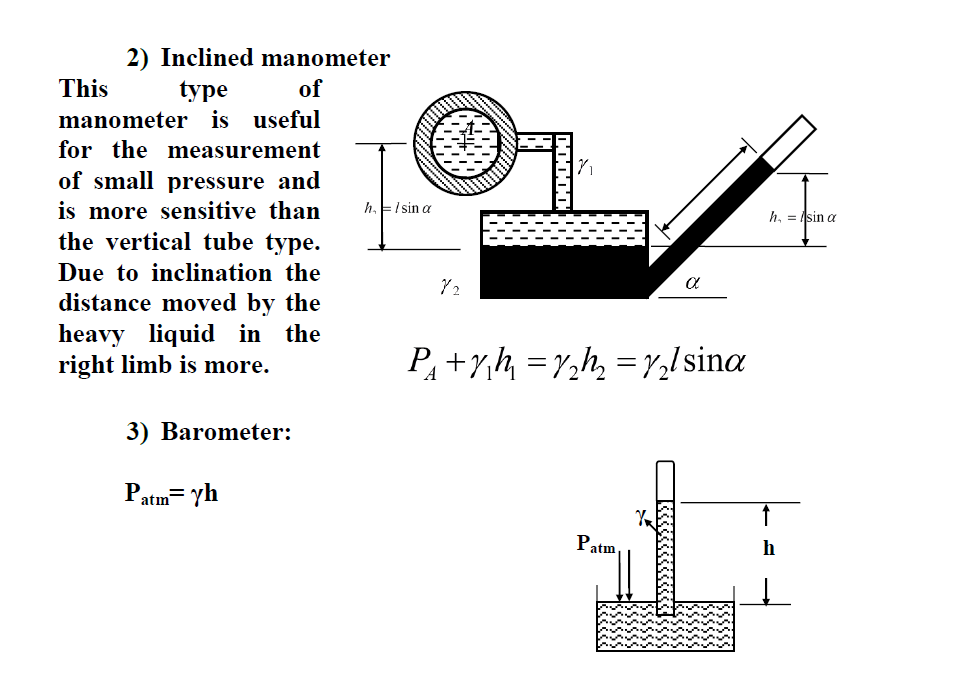 2) Inclined manometer
This type of
manometer is useful
for the measurement
of small pressure and
is more sensitive than
the vertical tube type.
Due to inclination the
distance moved by the
heavy liquid in the
right limb is more.
A
γ₁
h₂ = l sin α
h₂ = l sin α
γ₂
α
P_A + γ₁h₁ = γ₂h₂ = γ₂l sinα
3) Barometer:
Pₐₜₘ= γh
γ
Pₐₜₘ
h